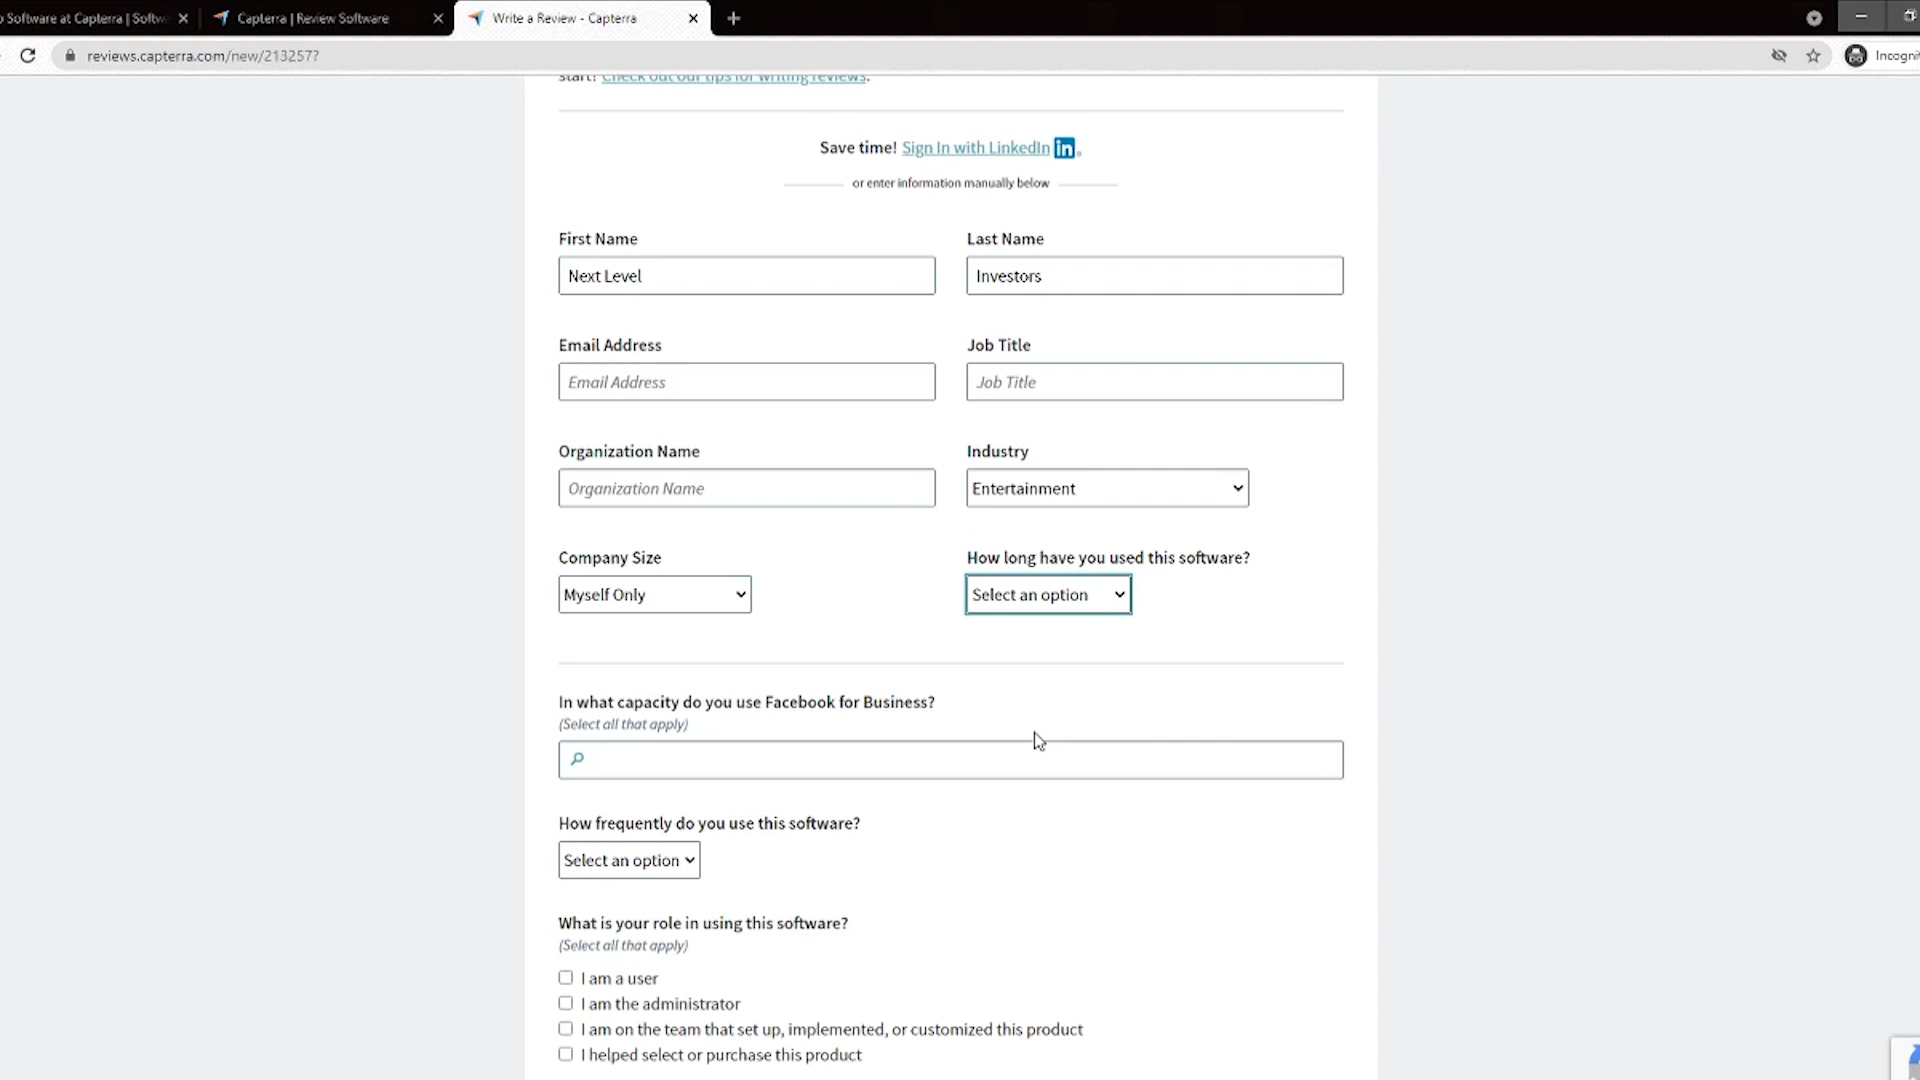 Software at Capterra | Softw
Capterra | Review Software
Write a Review - Capterra
reviews.capterra.com/new/213257?
Incogni
start! Check out our tips for writing reviews.
Save time! Sign In with LinkedIn in
or enter information manually below
First Name
Last Name
Next Level
Investors
Email Address
Job Title
Email Address
Job Title
Organization Name
Industry
Organization Name
Entertainment
Company Size
How long have you used this software?
Myself Only
Select an option
In what capacity do you use Facebook for Business?
(Select all that apply)
How frequently do you use this software?
Select an option
What is your role in using this software?
(Select all that apply)
I am a user
I am the administrator
I am on the team that set up, implemented, or customized this product
I helped select or purchase this product